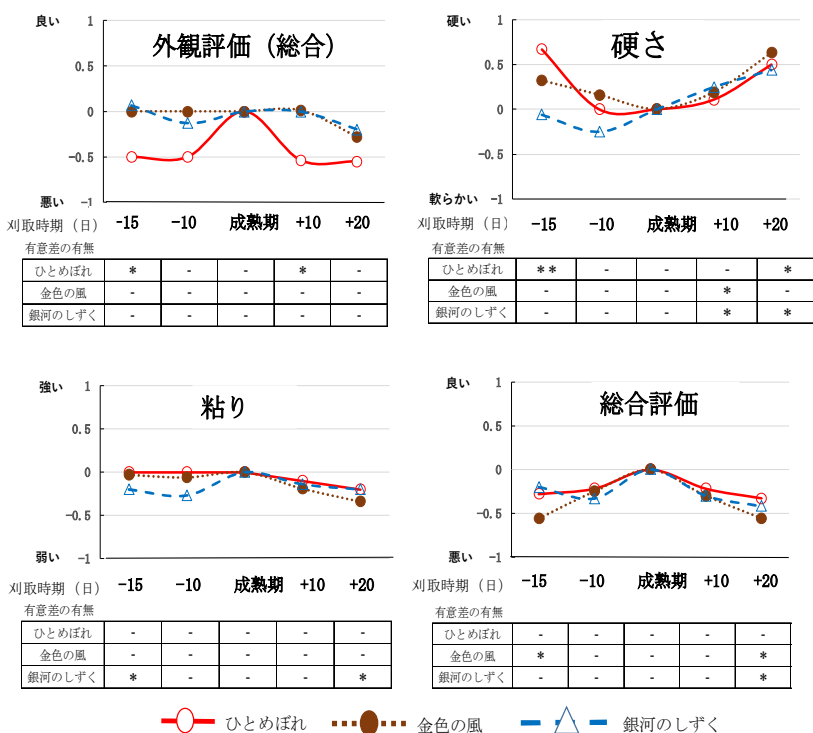 外観評価（総合）
良い
1
0.5
0
-0.5
悪い
-1
刈取時期（日）
-15
-10
成熟期
+10
+20
有意差の有無
ひとめぼれ * - - * -
金色の風 - - - - -
銀河のしずく - - - - -
硬さ
硬い
1
0.5
0
-0.5
軟らかい
-1
刈取時期（日）
-15
-10
成熟期
+10
+20
有意差の有無
ひとめぼれ ** - - - *
金色の風 - - - * -
銀河のしずく - - - * *
粘り
強い
1
0.5
0
-0.5
弱い
-1
刈取時期（日）
-15
-10
成熟期
+10
+20
有意差の有無
ひとめぼれ - - - - -
金色の風 - - - - -
銀河のしずく * - - - *
総合評価
良い
1
0.5
0
-0.5
悪い
-1
刈取時期（日）
-15
-10
成熟期
+10
+20
有意差の有無
ひとめぼれ - - - - -
金色の風 * - - - *
銀河のしずく - - - - *
ひとめぼれ
金色の風
銀河のしずく